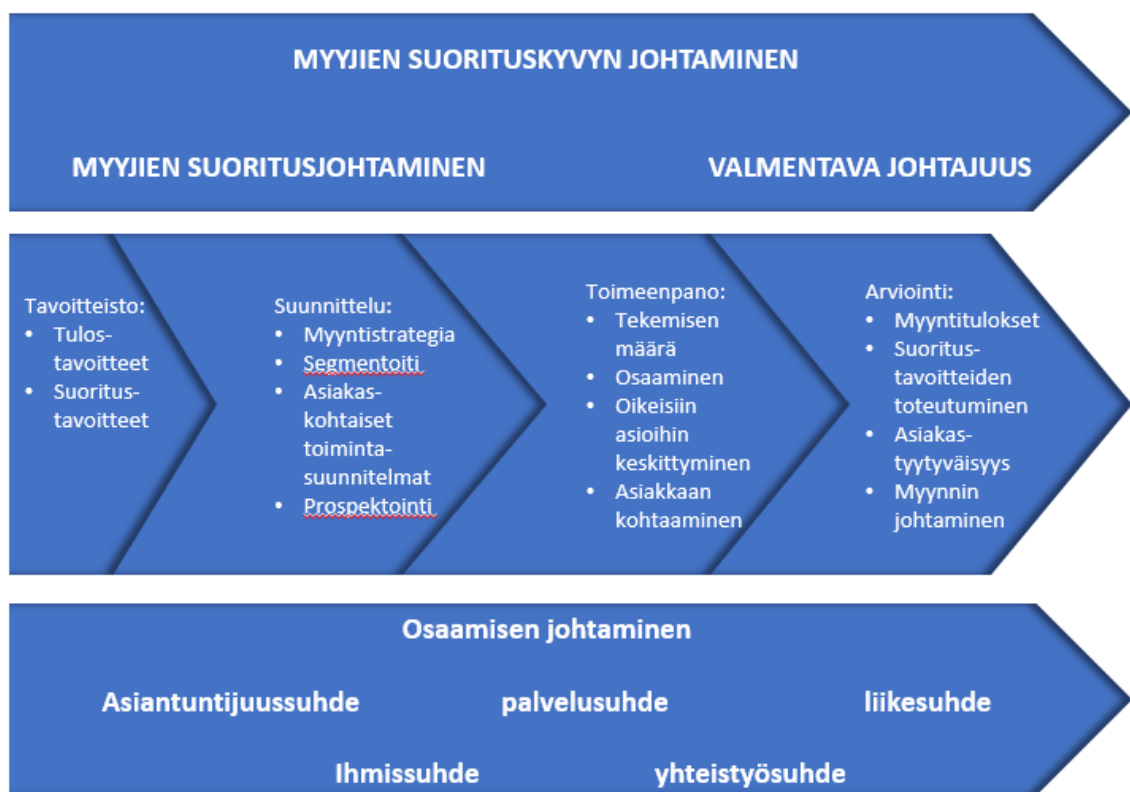 MYYJIEN SUORITUSKYVYN JOHTAMINEN
MYYJIEN SUORITUSJOHTAMINEN VALMENTAVA JOHTAJUUS
Tavoitteisto:
• Tulos-
tavoitteet
• Suoritus-
tavoitteet
Suunnittelu:
• Myyntistrategia
• Segmentoiti
• Asiakas-
kohtaiset
toiminta-
suunnitelmat
• Prospektointi
Toimeenpano:
• Tekemisen
määrä
• Osaaminen
• Oikeisiin
asioihin
keskittyminen
• Asiakkaan
kohtaaminen
Arviointi:
• Myyntitulokset
• Suoritus-
tavoitteiden
toteutuminen
• Asiakas-
tyytyväisyys
• Myynnin
johtaminen
Osaamisen johtaminen
Asiantuntijuussuhde palvelusuhde liikesuhde
Ihmissuhde yhteistyösuhde